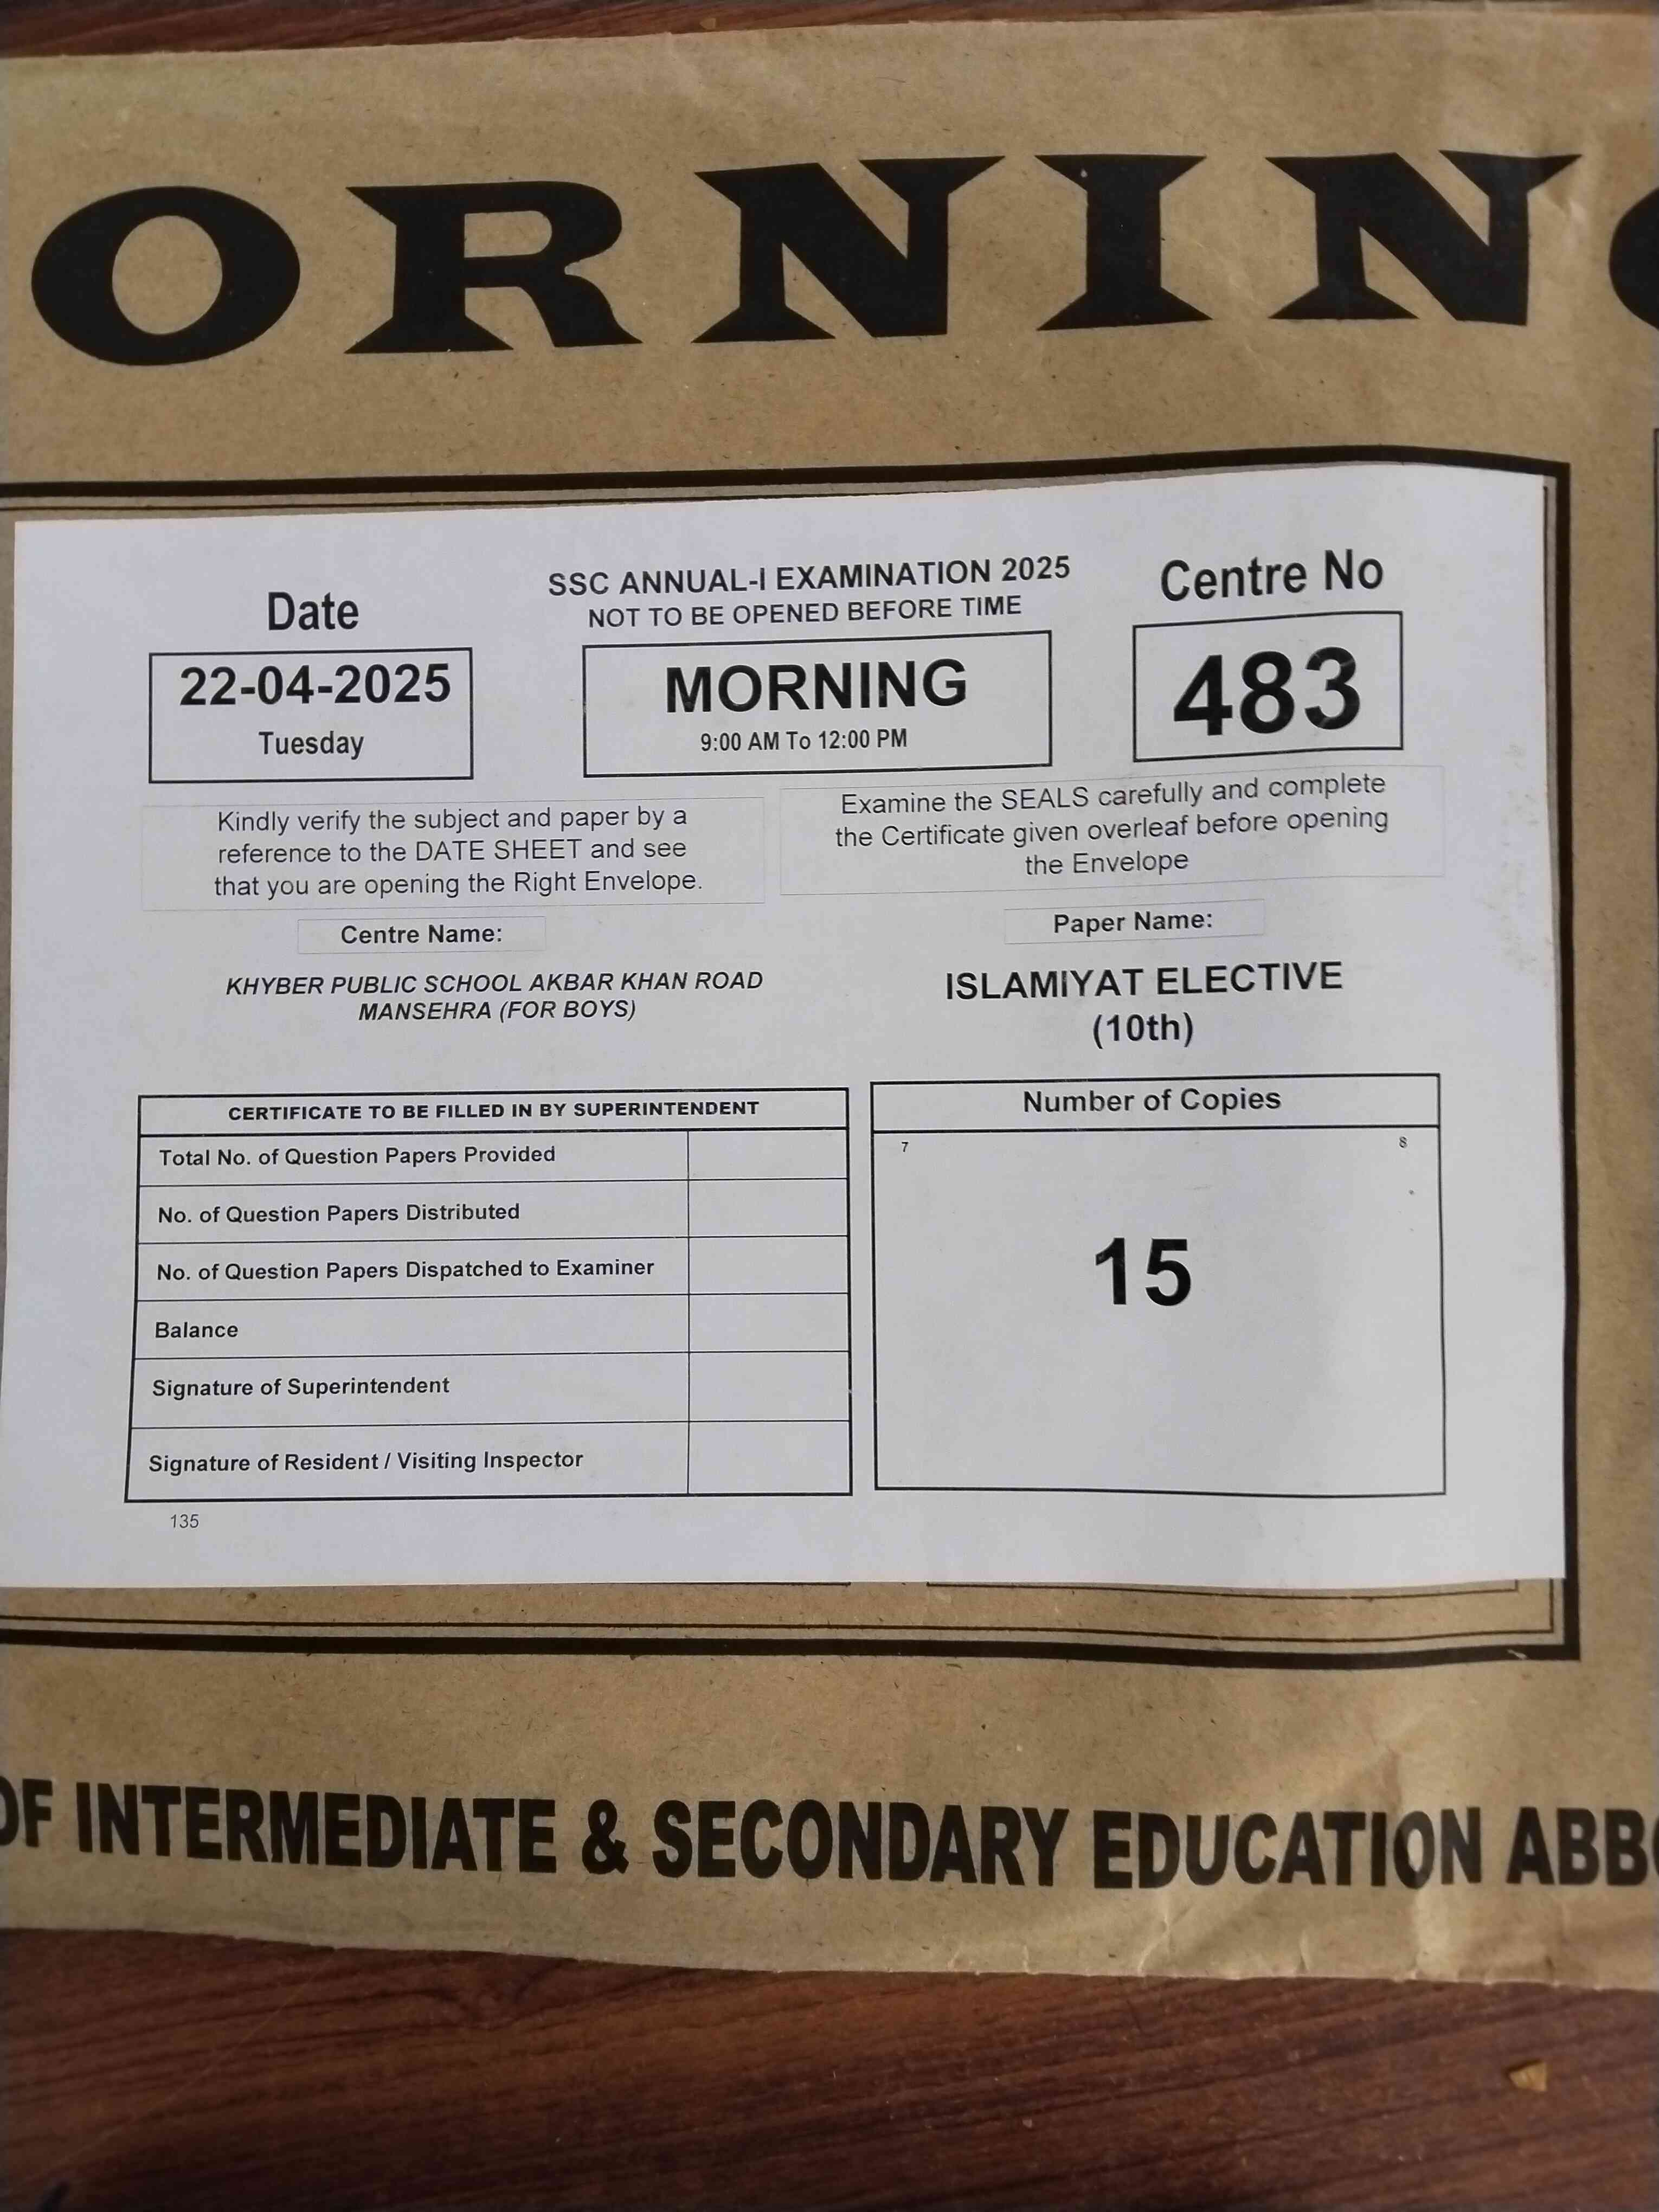 ORNING
SSC ANNUAL-I EXAMINATION 2025
NOT TO BE OPENED BEFORE TIME
Date
22-04-2025
Tuesday
MORNING
9:00 AM To 12:00 PM
Centre No
483
Kindly verify the subject and paper by a
reference to the DATE SHEET and see
that you are opening the Right Envelope.
Examine the SEALS carefully and complete
the Certificate given overleaf before opening
the Envelope
Centre Name:
KHYBER PUBLIC SCHOOL AKBAR KHAN ROAD
MANSEHRA (FOR BOYS)
Paper Name:
ISLAMIYAT ELECTIVE
(10th)
CERTIFICATE TO BE FILLED IN BY SUPERINTENDENT
Total No. of Question Papers Provided
No. of Question Papers Distributed
No. of Question Papers Dispatched to Examiner
Balance
Signature of Superintendent
Signature of Resident / Visiting Inspector
Number of Copies
7 8
15
135
OF INTERMEDIATE & SECONDARY EDUCATION ABB